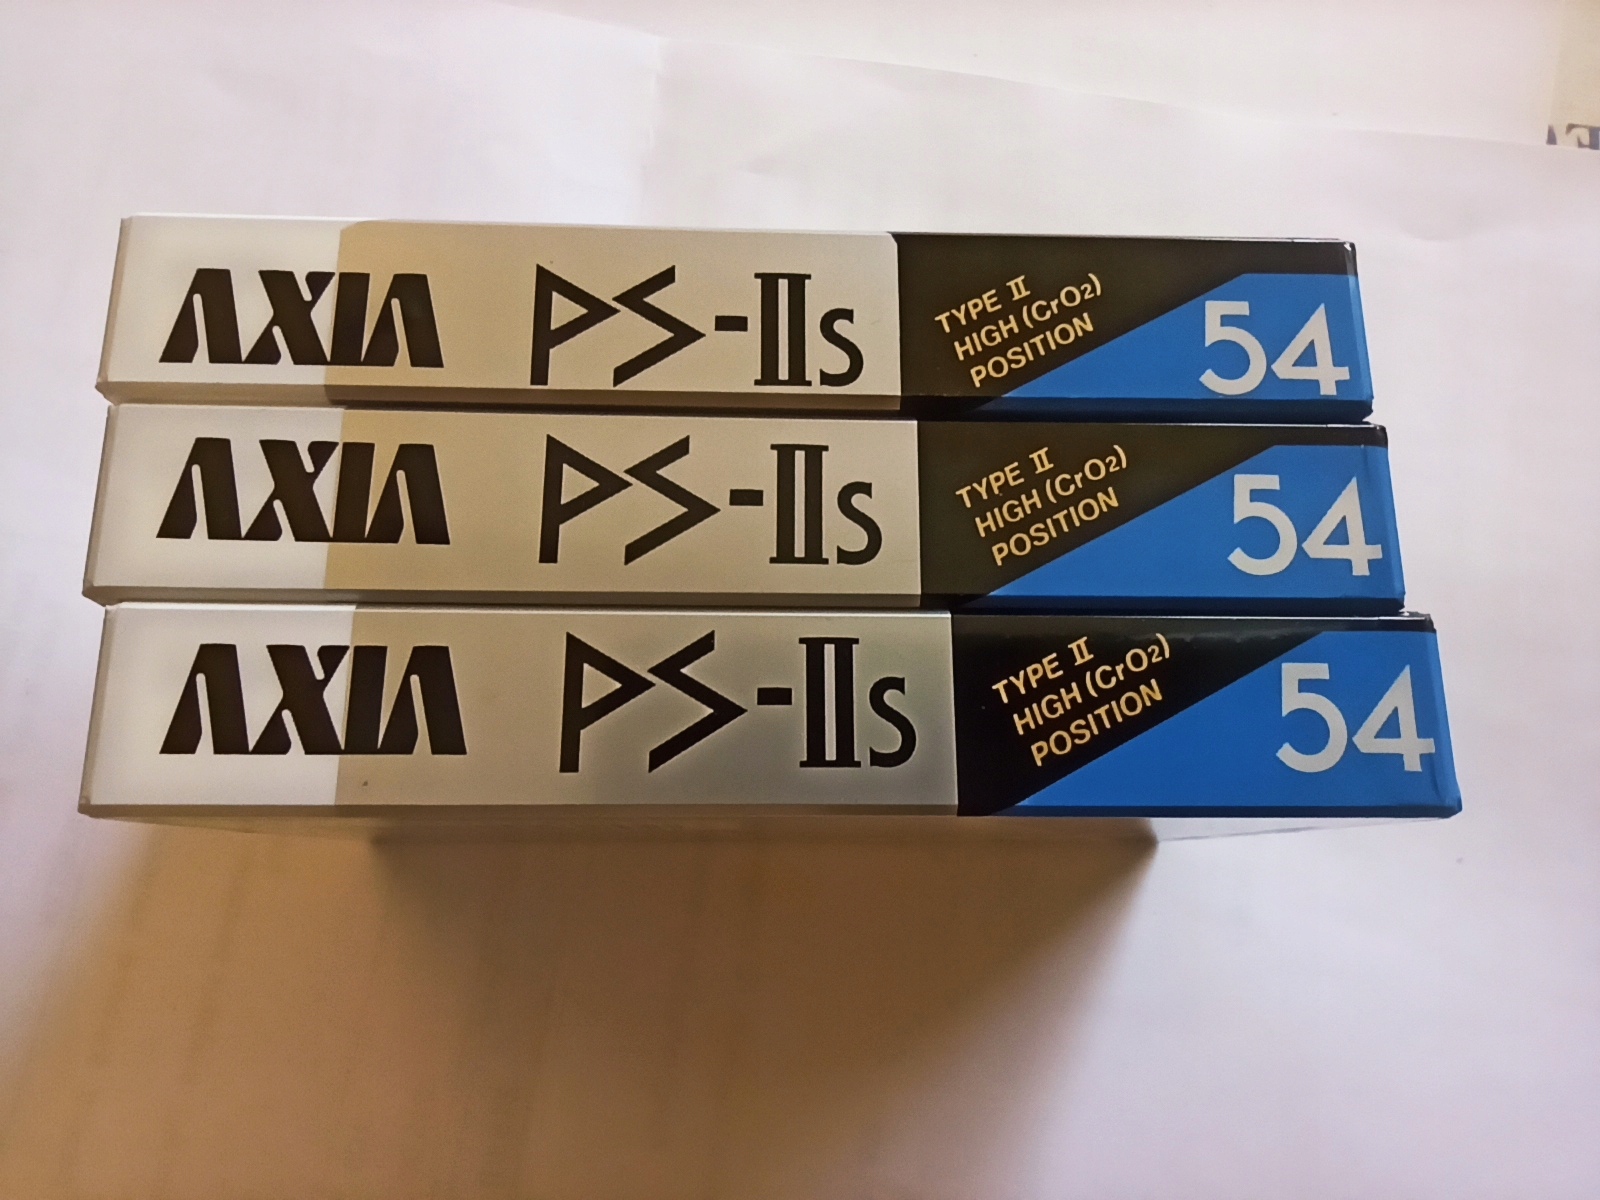 AXIA PS-IIs
TYPE II
HIGH (CrO2)
POSITION
54
AXIA PS-IIs
TYPE II
HIGH (CrO2)
POSITION
54
AXIA PS-IIs
TYPE II
HIGH (CrO2)
POSITION
54